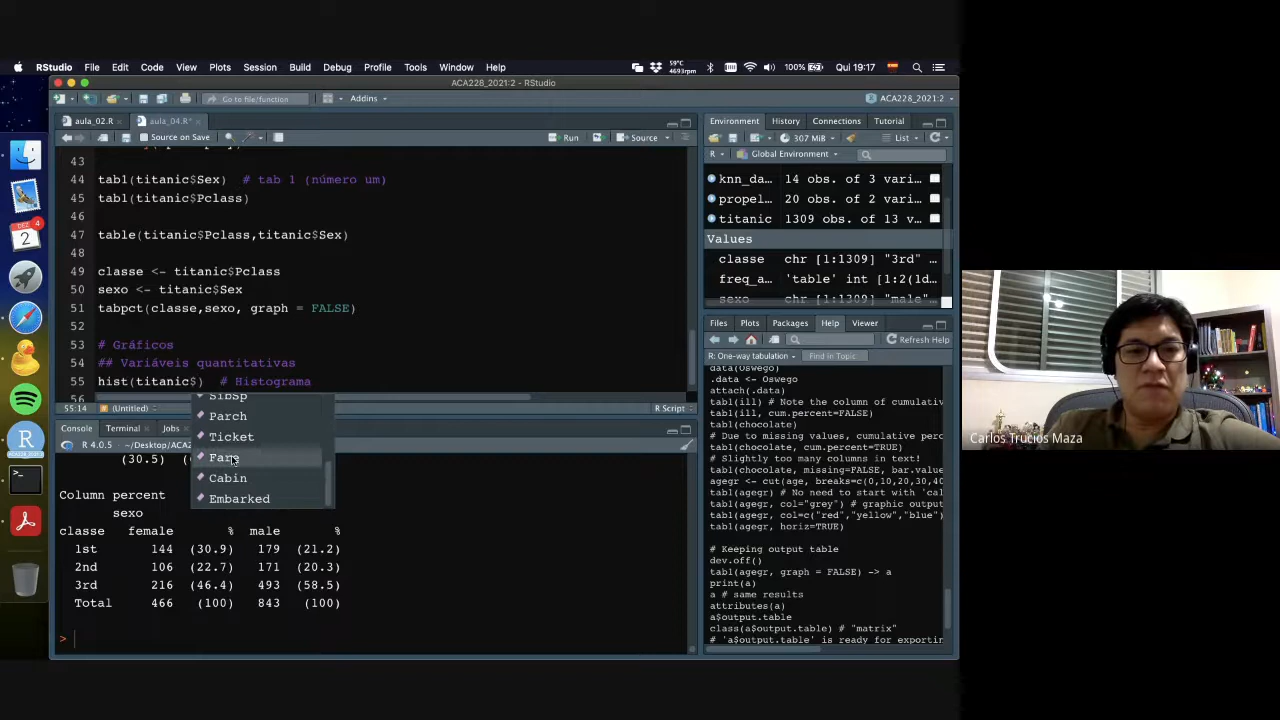 RStudio File Edit Code View Plots Session Build Debug Profile Tools Window Help 59°C 4693rpm 100% Qui 19:17
ACA228_2021:2 - RStudio
Go to file/function Addins ACA228_2021:2
aula_02.R aula_04.R*
Source on Save Run Source
43
44 tab1(titanic$Sex) # tab 1 (número um)
45 tab1(titanic$Pclass)
46
47 table(titanic$Pclass,titanic$Sex)
48
49 classe <- titanic$Pclass
50 sexo <- titanic$Sex
51 tabpct(classe,sexo, graph = FALSE)
52
53 # Gráficos
54 ## Variáveis quantitativas
55 hist(titanic$) # Histograma
56
55:14 (Untitled) R Script
SibSp
Parch
Ticket
Fare
Cabin
Embarked
Console Terminal Jobs
R 4.0.5 · ~/Desktop/ACA
(30.5)
Column percent
sexo
classe female % male %
1st 144 (30.9) 179 (21.2)
2nd 106 (22.7) 171 (20.3)
3rd 216 (46.4) 493 (58.5)
Total 466 (100) 843 (100)
>
Environment History Connections Tutorial
307 MiB List
R Global Environment
knn_da… 14 obs. of 3 vari…
propel… 20 obs. of 2 vari…
titanic 1309 obs. of 13 v…
Values
classe chr [1:1309] "3rd" …
freq_a… 'table' int [1:2(1d…
sexo chr [1:1309] "male" …
Files Plots Packages Help Viewer
Refresh Help
R: One-way tabulation Find in Topic
data(Oswego)
.data <- Oswego
attach(.data)
tab1(ill) # Note the column of cumulativ
tab1(ill, cum.percent=FALSE)
tab1(chocolate)
# Due to missing values, cumulative perc
tab1(chocolate, cum.percent=TRUE)
# Slightly too many columns in text!
tab1(chocolate, missing=FALSE, bar.value
agegr <- cut(age, breaks=c(0,10,20,30,40
tab1(agegr) # No need to start with 'cal
tab1(agegr, col="grey") # graphic output
tab1(agegr, col=c("red","yellow","blue")
tab1(agegr, horiz=TRUE)
# Keeping output table
dev.off()
tab1(agegr, graph = FALSE) -> a
print(a)
a # same results
attributes(a)
a$output.table
class(a$output.table) # "matrix"
# 'a$output.table' is ready for exportin
DEZ
2
4
Carlos Trucios Maza